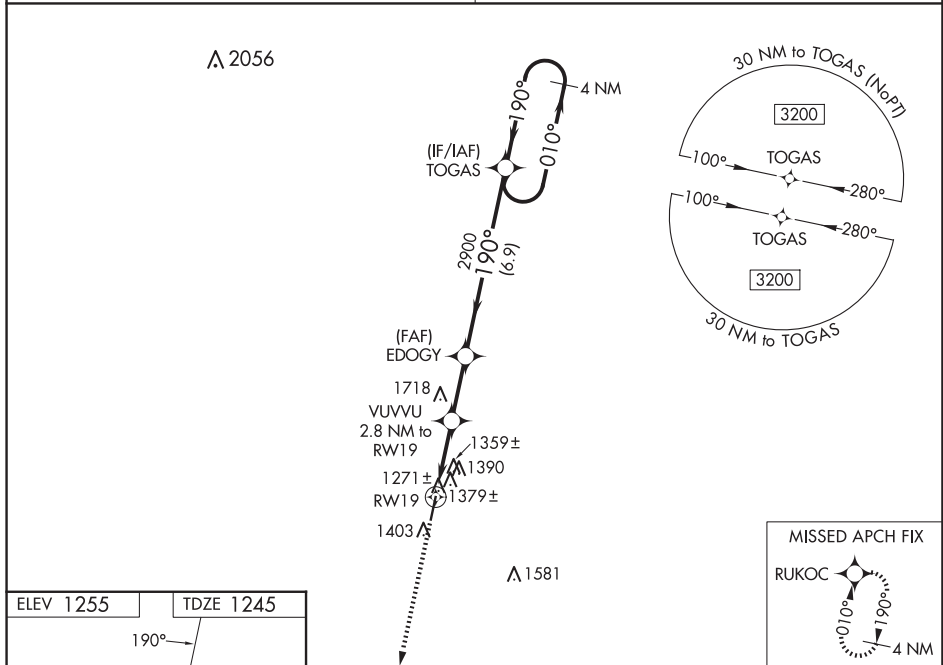 2056
4 NM
190°
010°
(IF/IAF)
TOGAS
2900
190°
(6.9)
(FAF)
EDOGY
1718
VUVVU
2.8 NM to
RW19
1359±
1390
1271±
RW19
1379±
1403
1581
30 NM to TOGAS (NoPT)
3200
100°
TOGAS
280°
100°
TOGAS
280°
3200
30 NM to TOGAS
MISSED APCH FIX
RUKOC
010°
190°
4 NM
ELEV 1255
TDZE 1245
190°